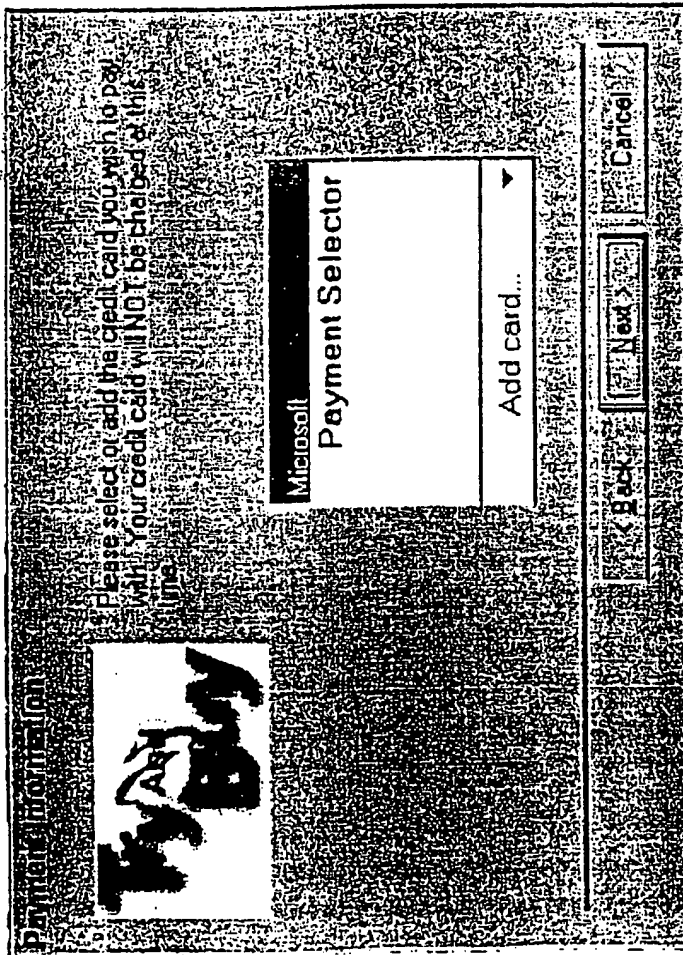 Payment Information
Try
As U
Buy
Please select or add the credit card you wish to pay
with. Your credit card will NOT be charged at this
time.
Microsoft
Payment Selector
Add card...
< Back
Next >
Cancel